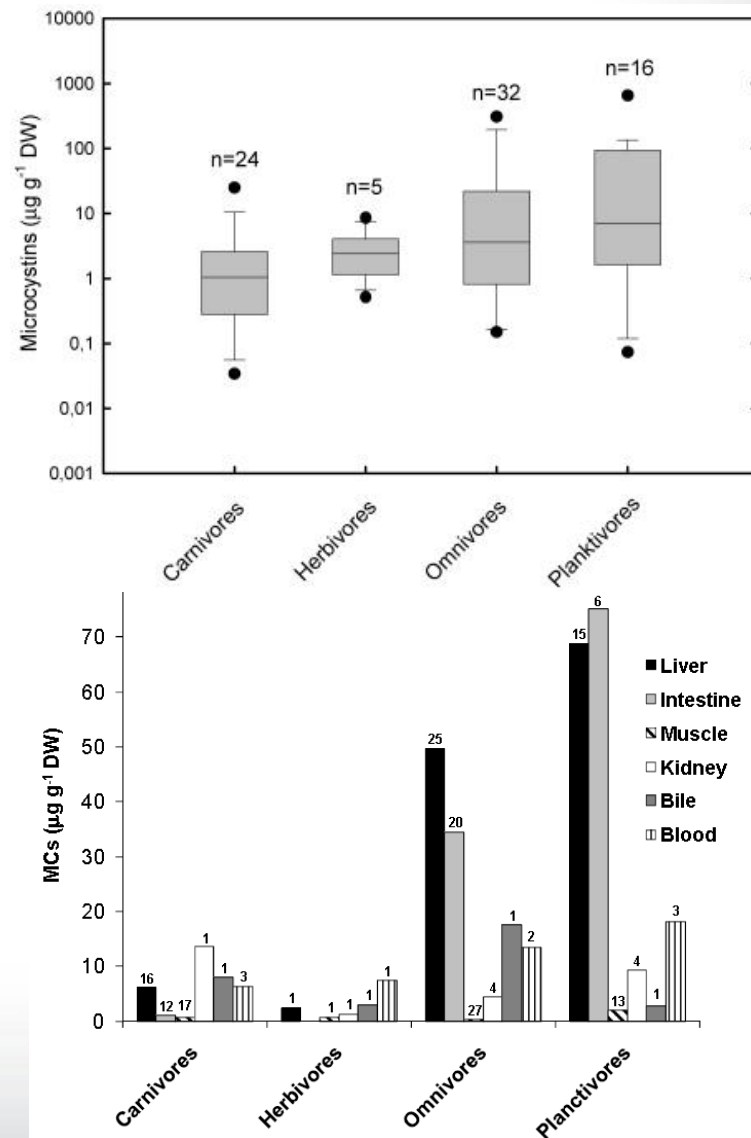 10000
1000
100
10
1
0,1
0,01
0,001
Microcystins (µg g-1 DW)
n=24
n=5
n=32
n=16
Carnivores
Herbivores
Omnivores
Planktivores
70
60
50
40
30
20
10
0
MCs (µg g-1 DW)
16
12
17
1
1
3
1
1
1
1
1
25
20
27
4
1
2
15
6
13
4
1
3
Liver
Intestine
Muscle
Kidney
Bile
Blood
Carnivores
Herbivores
Omnivores
Planctivores